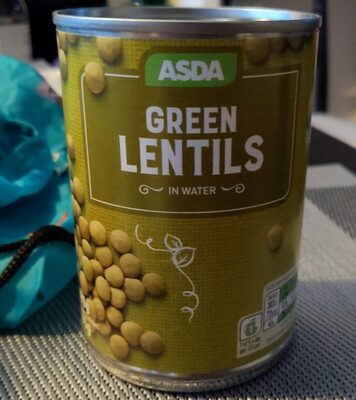 ASDA
GREEN
LENTILS
IN WATER